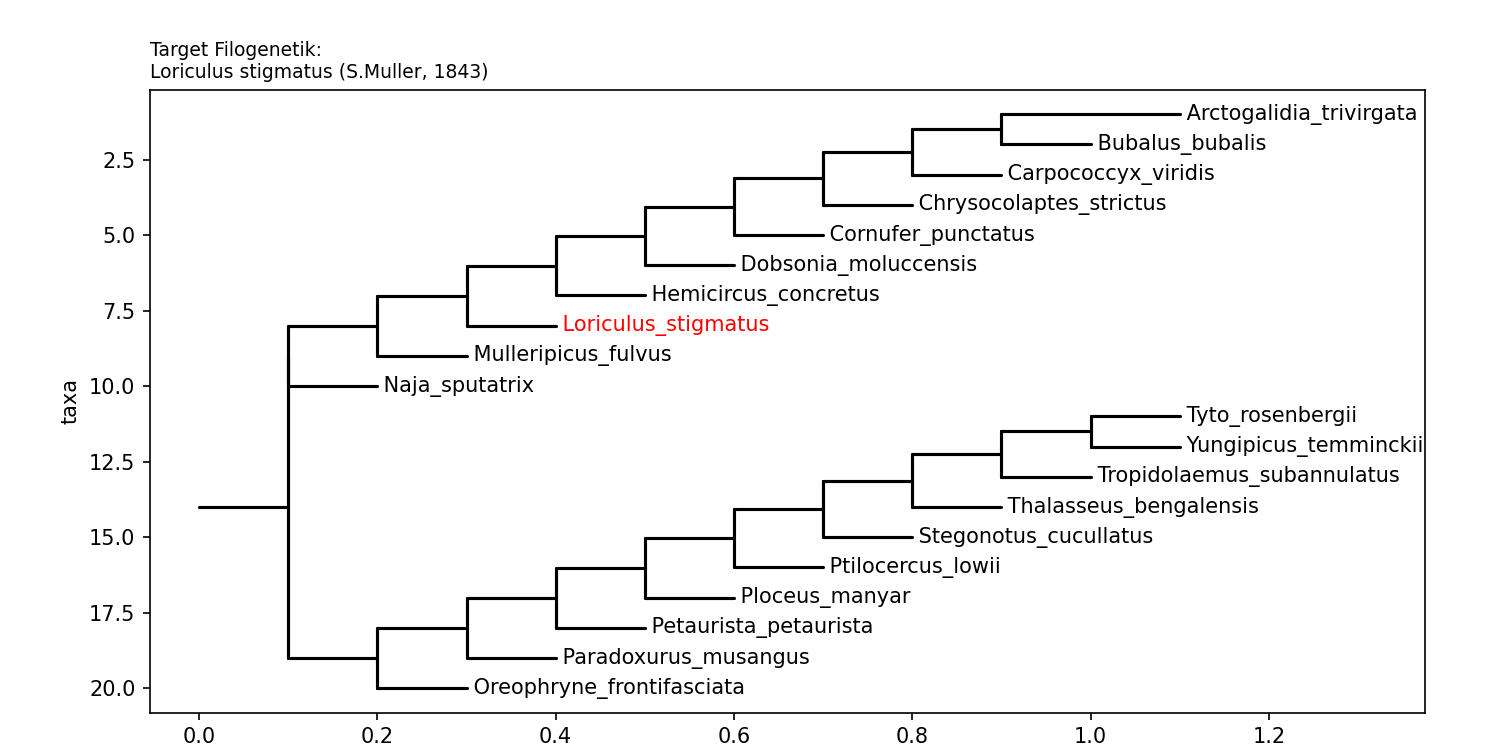 Target Filogenetik:
Loriculus stigmatus (S.Muller, 1843)
Arctogalidia_trivirgata
Bubalus_bubalis
2.5
Carpococcyx_viridis
Chrysocolaptes_strictus
5.0
Cornufer_punctatus
Dobsonia_moluccensis
Hemicircus_concretus
7.5
Loriculus_stigmatus
Mulleripicus_fulvus
10.0
Naja_sputatrix
taxa
Tyto_rosenbergii
Yungipicus_temminckii
12.5
Tropidolaemus_subannulatus
Thalasseus_bengalensis
15.0
Stegonotus_cucullatus
Ptilocercus_lowii
Ploceus_manyar
17.5
Petaurista_petaurista
Paradoxurus_musangus
20.0
Oreophryne_frontifasciata
0.0 0.2 0.4 0.6 0.8 1.0 1.2